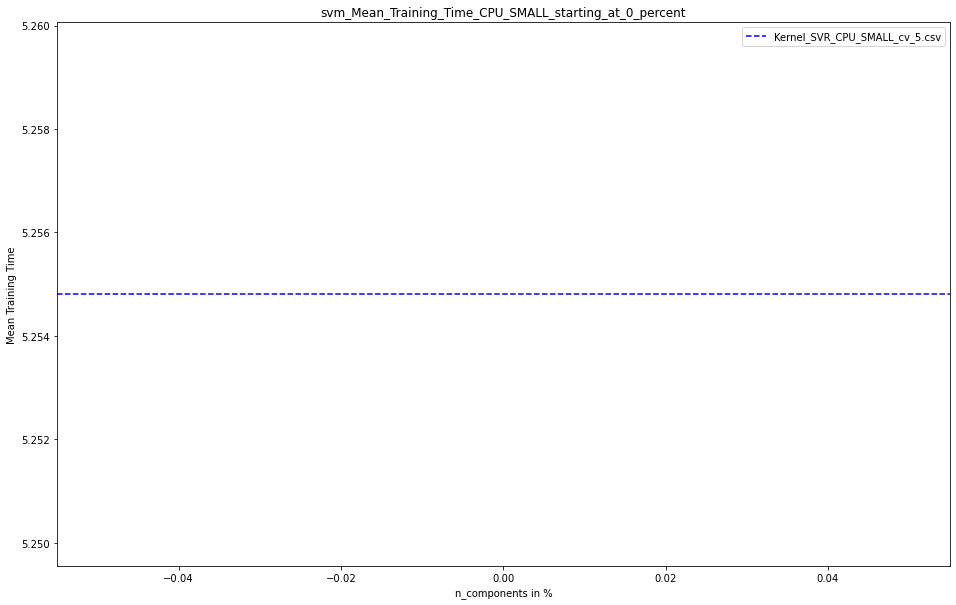 svm_Mean_Training_Time_CPU_SMALL_starting_at_0_percent
Kernel_SVR_CPU_SMALL_cv_5.csv
Mean Training Time
5.260
5.258
5.256
5.254
5.252
5.250
−0.04 −0.02 0.00 0.02 0.04
n_components in %